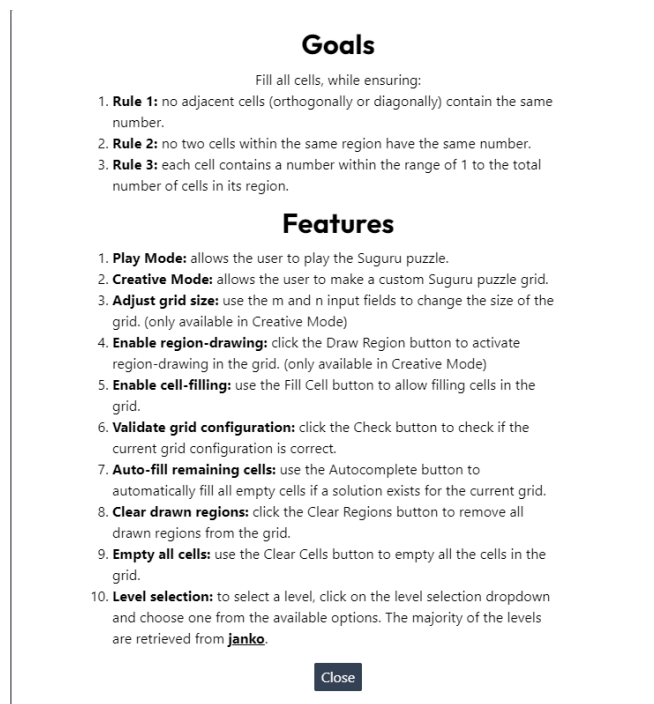 Goals
Fill all cells, while ensuring:
1. Rule 1: no adjacent cells (orthogonally or diagonally) contain the same
number.
2. Rule 2: no two cells within the same region have the same number.
3. Rule 3: each cell contains a number within the range of 1 to the total
number of cells in its region.
Features
1. Play Mode: allows the user to play the Suguru puzzle.
2. Creative Mode: allows the user to make a custom Suguru puzzle grid.
3. Adjust grid size: use the m and n input fields to change the size of the
grid. (only available in Creative Mode)
4. Enable region-drawing: click the Draw Region button to activate
region-drawing in the grid. (only available in Creative Mode)
5. Enable cell-filling: use the Fill Cell button to allow filling cells in the
grid.
6. Validate grid configuration: click the Check button to check if the
current grid configuration is correct.
7. Auto-fill remaining cells: use the Autocomplete button to
automatically fill all empty cells if a solution exists for the current grid.
8. Clear drawn regions: click the Clear Regions button to remove all
drawn regions from the grid.
9. Empty all cells: use the Clear Cells button to empty all the cells in the
grid.
10. Level selection: to select a level, click on the level selection dropdown
and choose one from the available options. The majority of the levels
are retrieved from janko.
Close